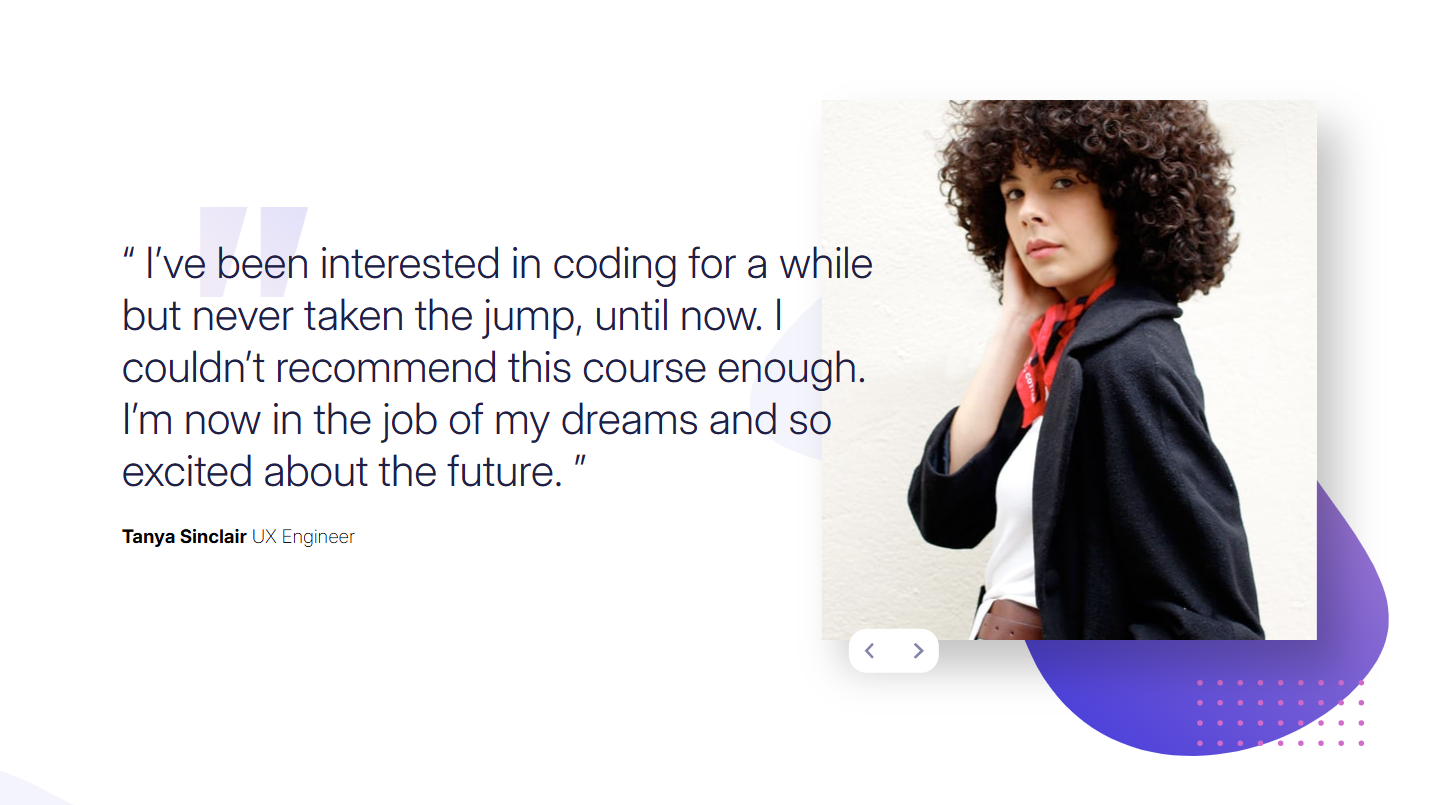 “ I’ve been interested in coding for a while
but never taken the jump, until now. I
couldn’t recommend this course enough.
I’m now in the job of my dreams and so
excited about the future. ”
Tanya Sinclair UX Engineer